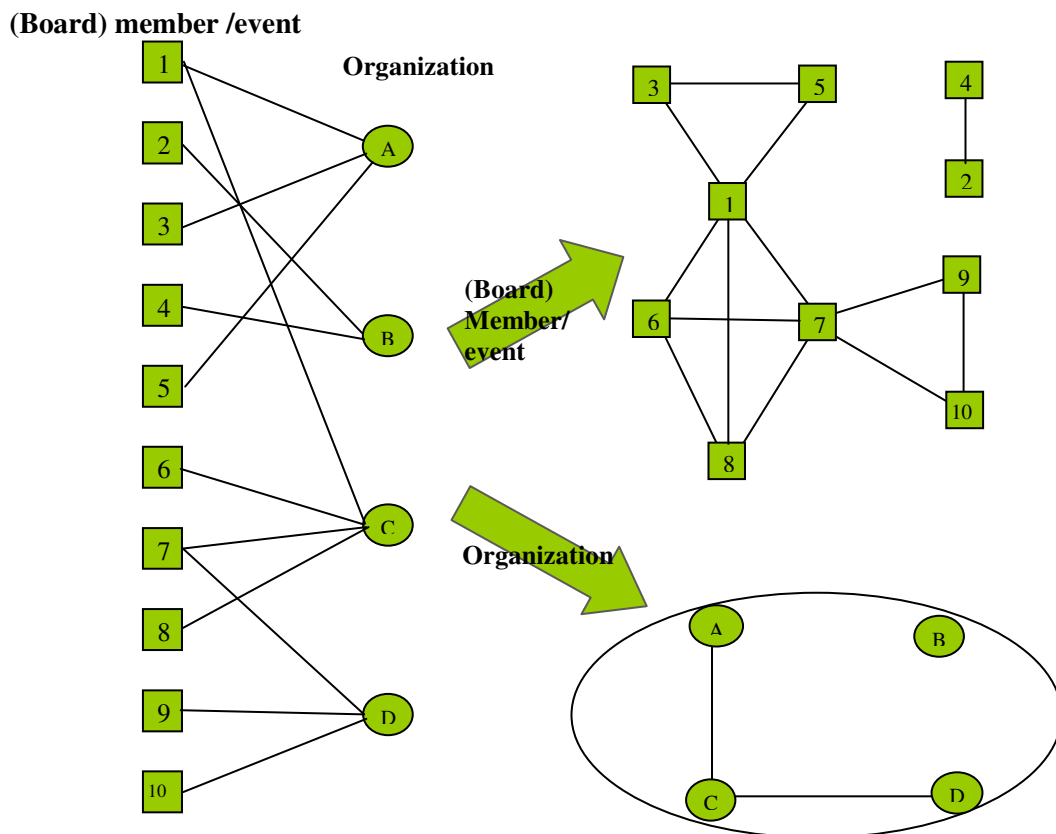 (Board) member /event
Organization
1
2
3
4
5
6
7
8
9
10
A
B
C
D
(Board)
Member/
event
Organization
3
5
4
2
1
6
7
9
10
8
A
B
C
D